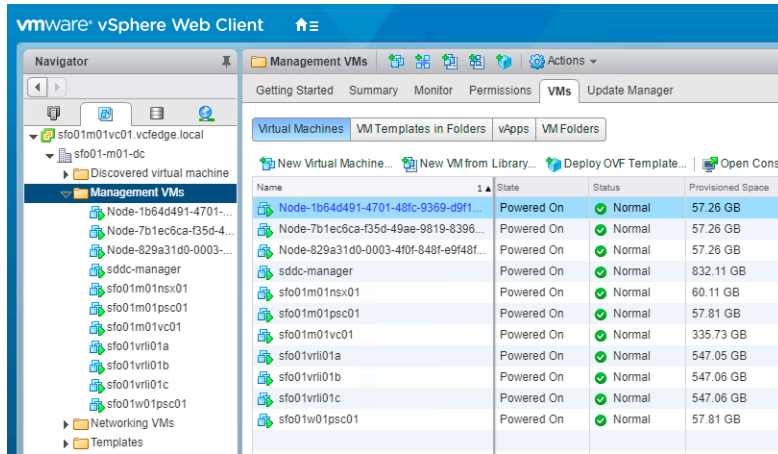 vmware® vSphere Web Client
Navigator
sfo01m01vc01.vcfedge.local
sfo01-m01-dc
Discovered virtual machine
Management VMs
Node-1b64d491-4701-...
Node-7b1ec6ca-f35d-4...
Node-829a31d0-0003-...
sddc-manager
sfo01m01nsx01
sfo01m01psc01
sfo01m01vc01
sfo01vrli01a
sfo01vrli01b
sfo01vrli01c
sfo01w01psc01
Networking VMs
Templates
Management VMs Actions
Getting Started Summary Monitor Permissions VMs Update Manager
Virtual Machines VM Templates in Folders vApps VM Folders
New Virtual Machine... New VM from Library... Deploy OVF Template... Open Cons
Name 1 State Status Provisioned Space
Node-1b64d491-4701-48fc-9369-d9f1... Powered On Normal 57.26 GB
Node-7b1ec6ca-f35d-49ae-9819-8396... Powered On Normal 57.26 GB
Node-829a31d0-0003-4f0f-848f-e9f48f... Powered On Normal 57.26 GB
sddc-manager Powered On Normal 832.11 GB
sfo01m01nsx01 Powered On Normal 60.11 GB
sfo01m01psc01 Powered On Normal 57.81 GB
sfo01m01vc01 Powered On Normal 335.73 GB
sfo01vrli01a Powered On Normal 547.05 GB
sfo01vrli01b Powered On Normal 547.06 GB
sfo01vrli01c Powered On Normal 547.06 GB
sfo01w01psc01 Powered On Normal 57.81 GB